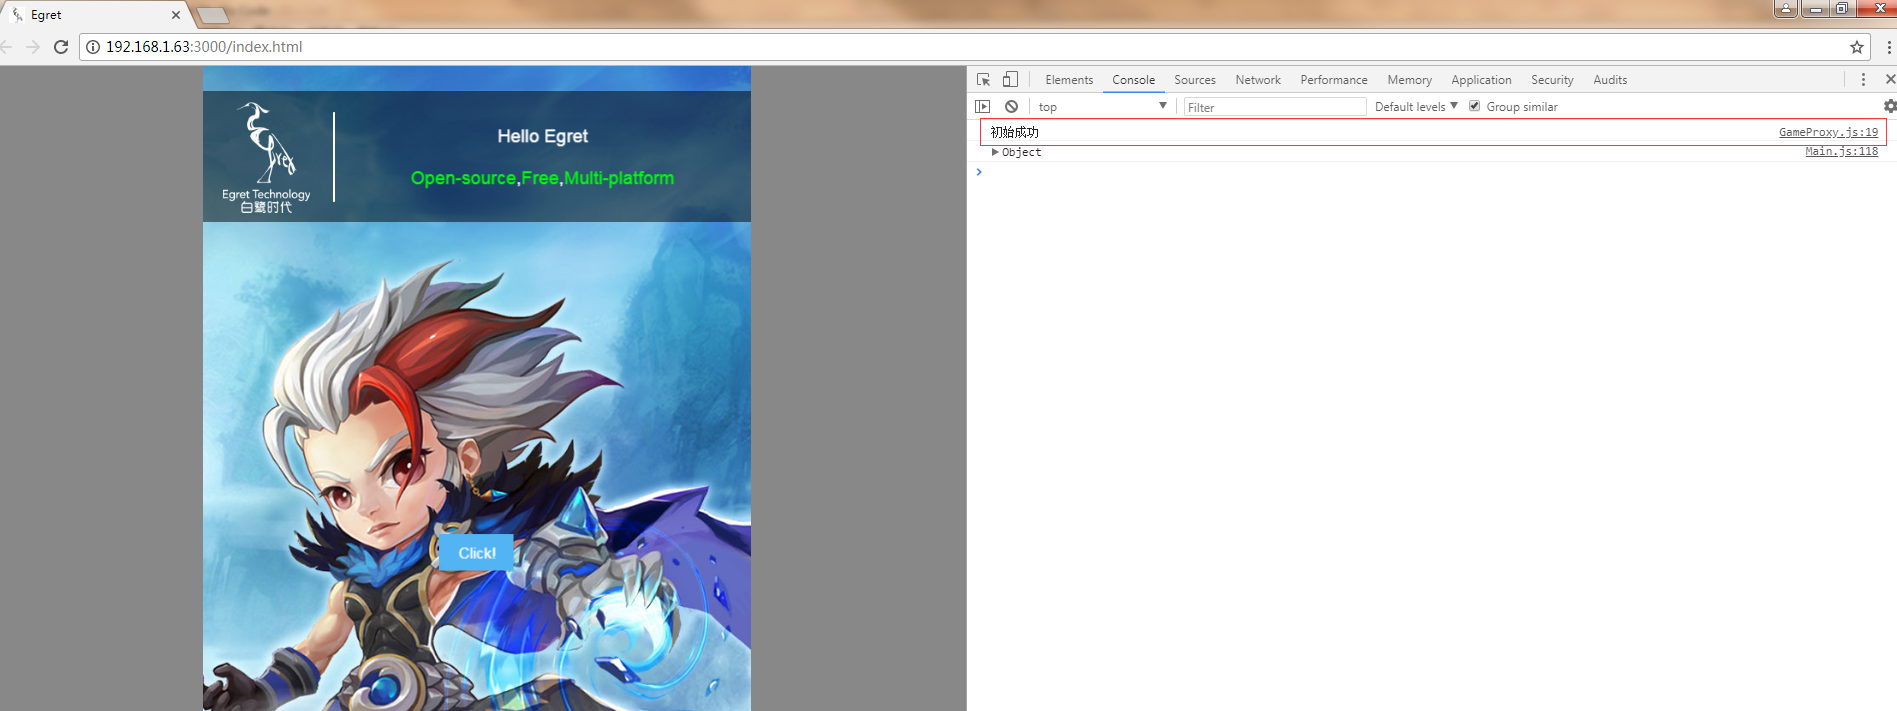 Egret
192.168.1.63:3000/index.html
Egret Technology
白鹭时代
Hello Egret
Open-source,Free,Multi-platform
Click!
Elements Console Sources Network Performance Memory Application Security Audits
top Filter Default levels Group similar
初始成功 GameProxy.js:19
Object Main.js:118